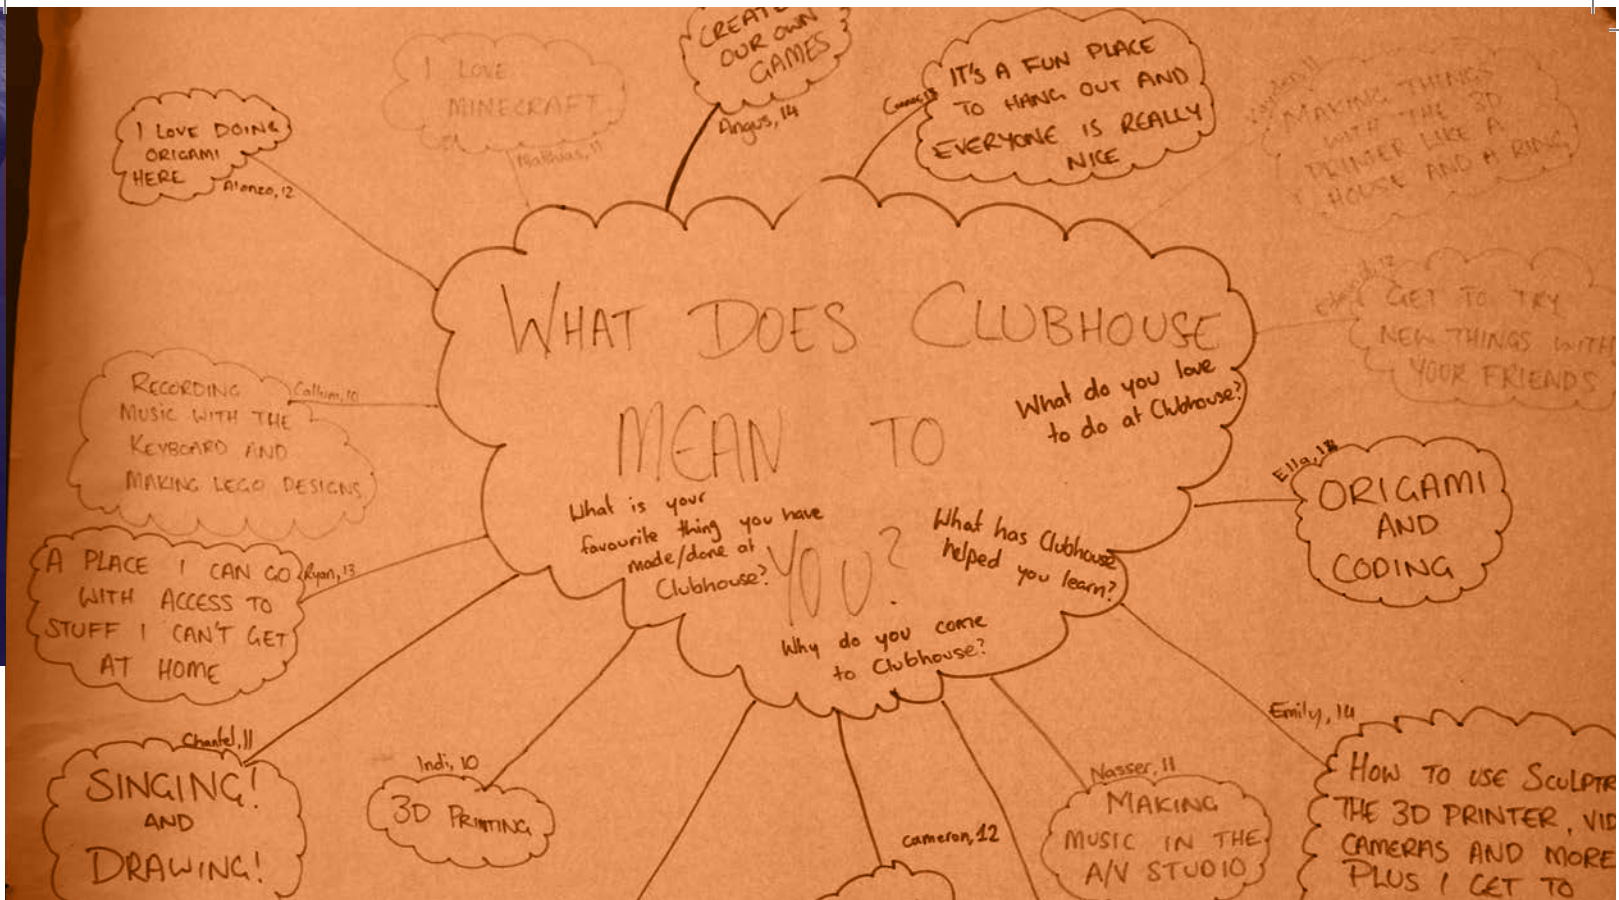 CREATE
OUR OWN
GAMES
Angus, 14
I LOVE
MINECRAFT
Mathias, 11
I LOVE DOING
ORIGAMI
HERE
Alonzo, 12
IT'S A FUN PLACE
TO HANG OUT AND
EVERYONE IS REALLY
NICE
MAKING THINGS
WITH THE 3D
PRINTER LIKE A
HOUSE AND A RING
GET TO TRY
NEW THINGS WITH
YOUR FRIENDS
WHAT DOES CLUBHOUSE
MEAN TO
YOU?
What do you love
to do at Clubhouse?
What is your
favourite thing you have
made/done at
Clubhouse?
What has Clubhouse
helped you learn?
Why do you come
to Clubhouse?
RECORDING
MUSIC WITH THE
KEYBOARD AND
MAKING LEGO DESIGNS
Callum, 10
A PLACE I CAN GO
WITH ACCESS TO
STUFF I CAN'T GET
AT HOME
Ryan, 13
Ella,
ORIGAMI
AND
CODING
Chantel, 11
SINGING!
AND
DRAWING!
Indi, 10
3D PRINTING
cameron, 12
Nasser, 11
MAKING
MUSIC IN THE
A/V STUDIO
Emily, 14
HOW TO USE SCULPTR
THE 3D PRINTER, VID
CAMERAS AND MORE
PLUS I GET TO